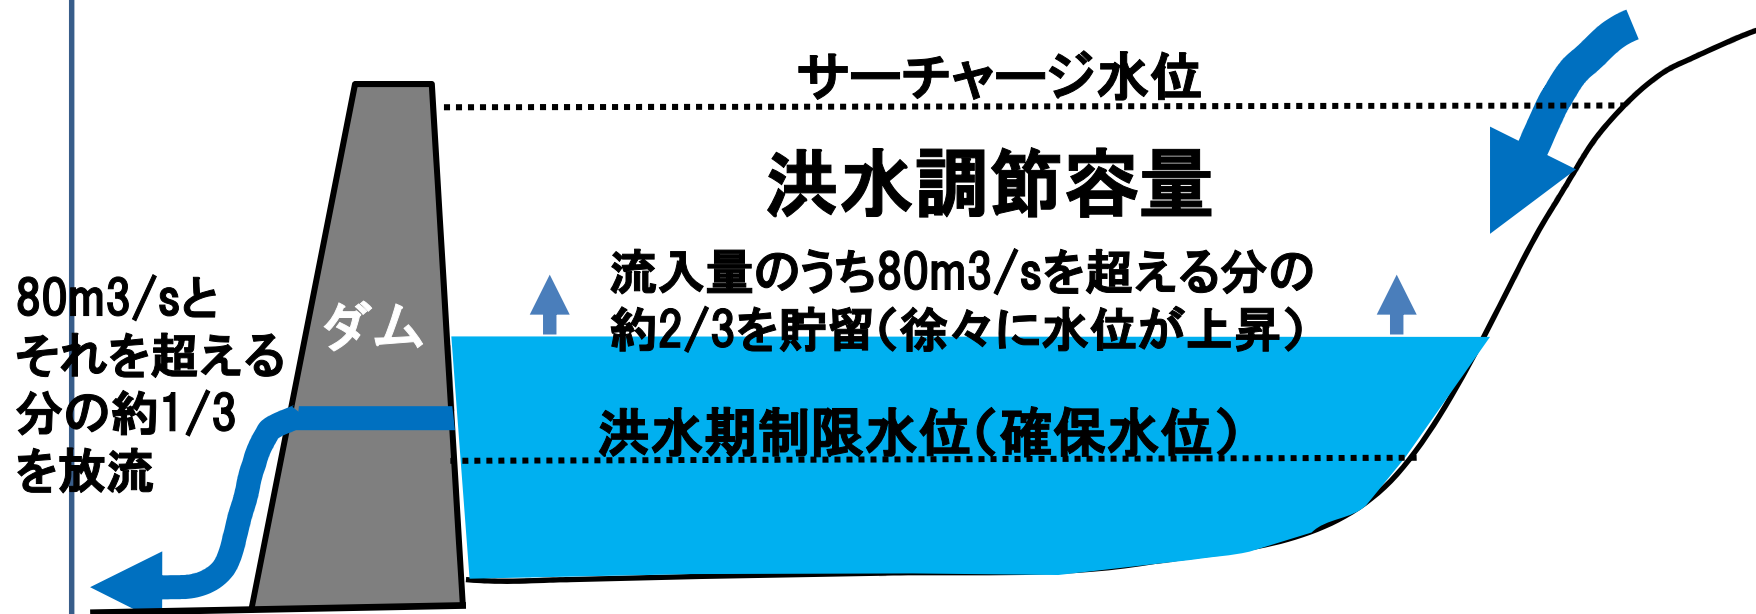 サーチャージ水位
洪水調節容量
流入量のうち80m3/sを超える分の
約2/3を貯留(徐々に水位が上昇)
80m3/sと
それを超える
分の約1/3
を放流
ダム
洪水期制限水位(確保水位)